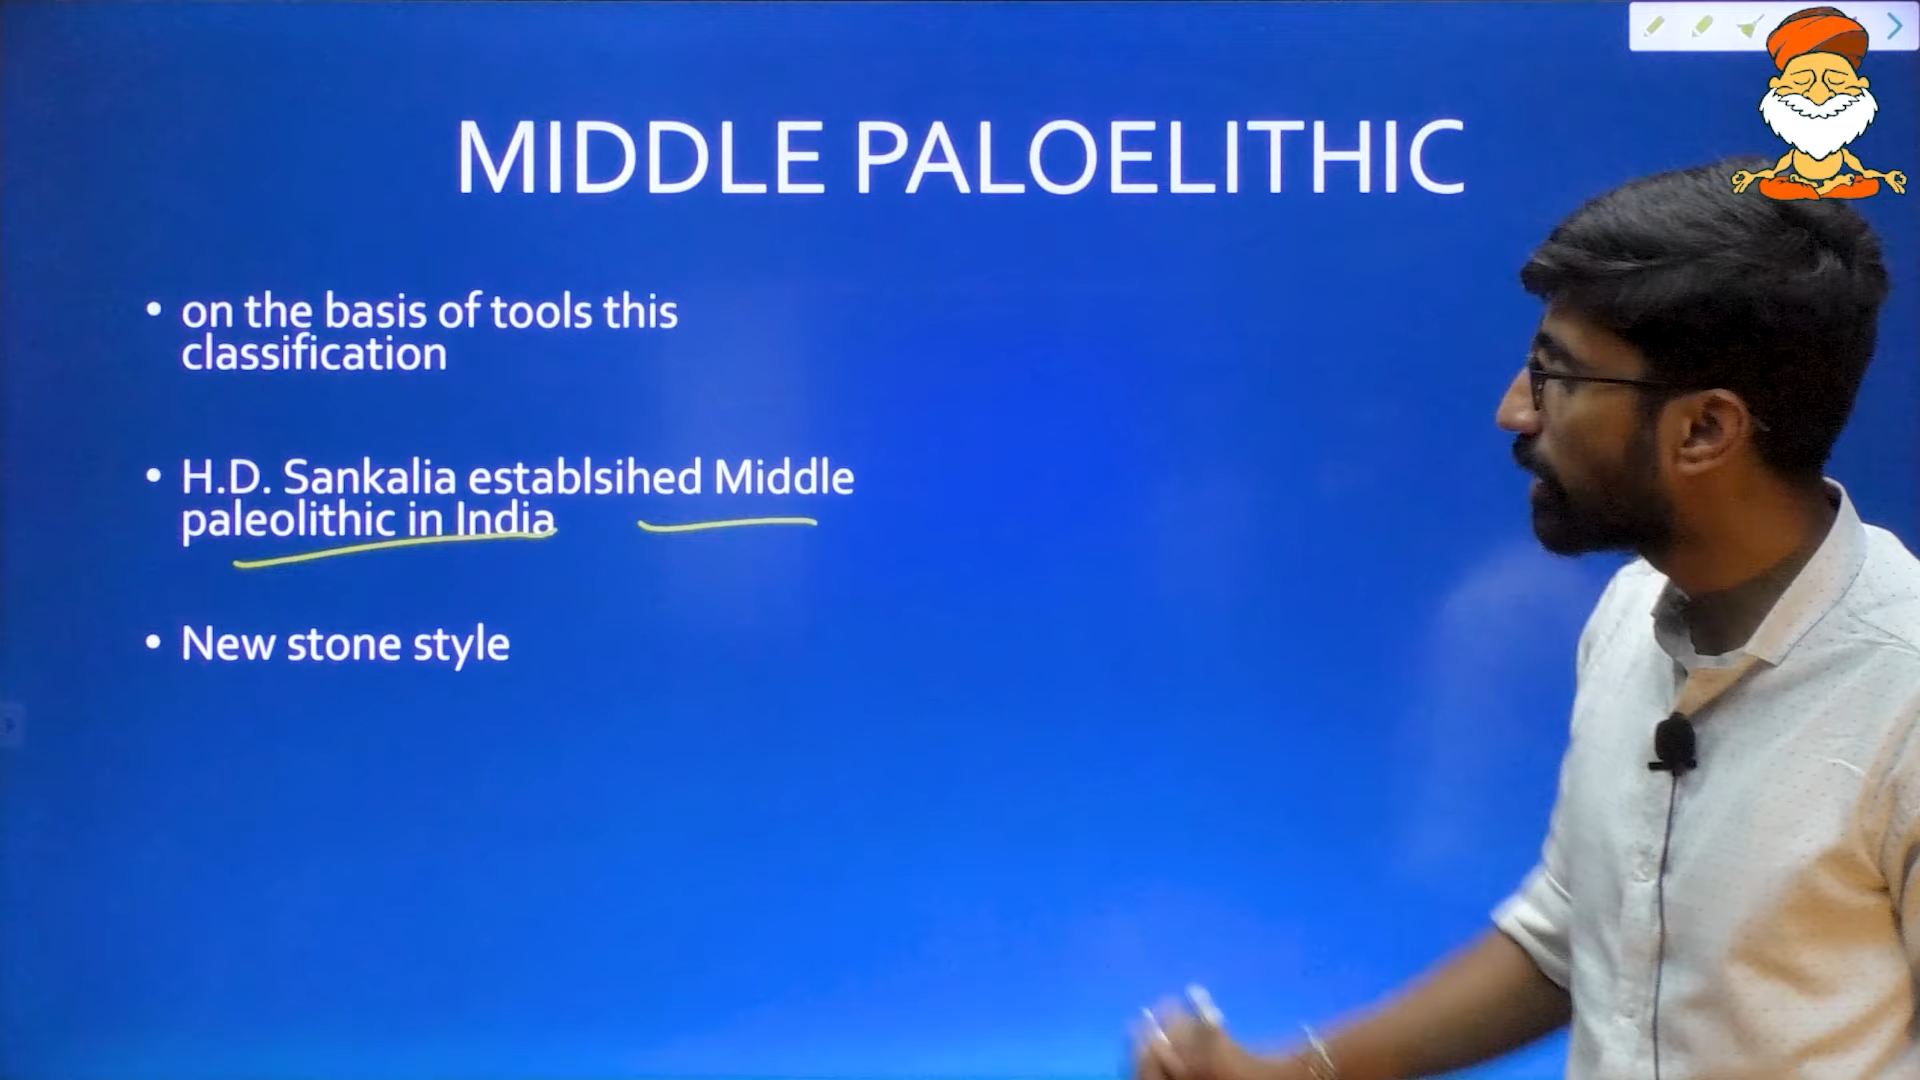 MIDDLE PALOELITHIC
• on the basis of tools this
classification
• H.D. Sankalia establsihed Middle
paleolithic in India
• New stone style